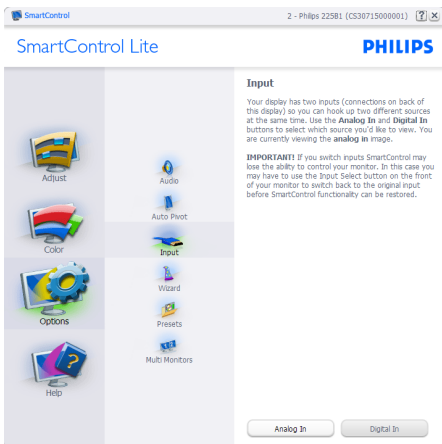 SmartControl
2 - Philips 225B1 (CS30715000001)
SmartControl Lite
PHILIPS
Adjust
Color
Options
Help
Audio
Auto Pivot
Input
Wizard
Presets
Multi Monitors
Input
Your display has two inputs (connections on back of
this display) so you can hook up two different sources
at the same time. Use the Analog In and Digital In
buttons to select which source you'd like to view. You
are currently viewing the analog in image.
IMPORTANT! If you switch inputs SmartControl may
lose the ability to control your monitor. In this case you
may have to use the Input Select button on the front
of your monitor to switch back to the original input
before SmartControl functionality can be restored.
Analog In
Digital In